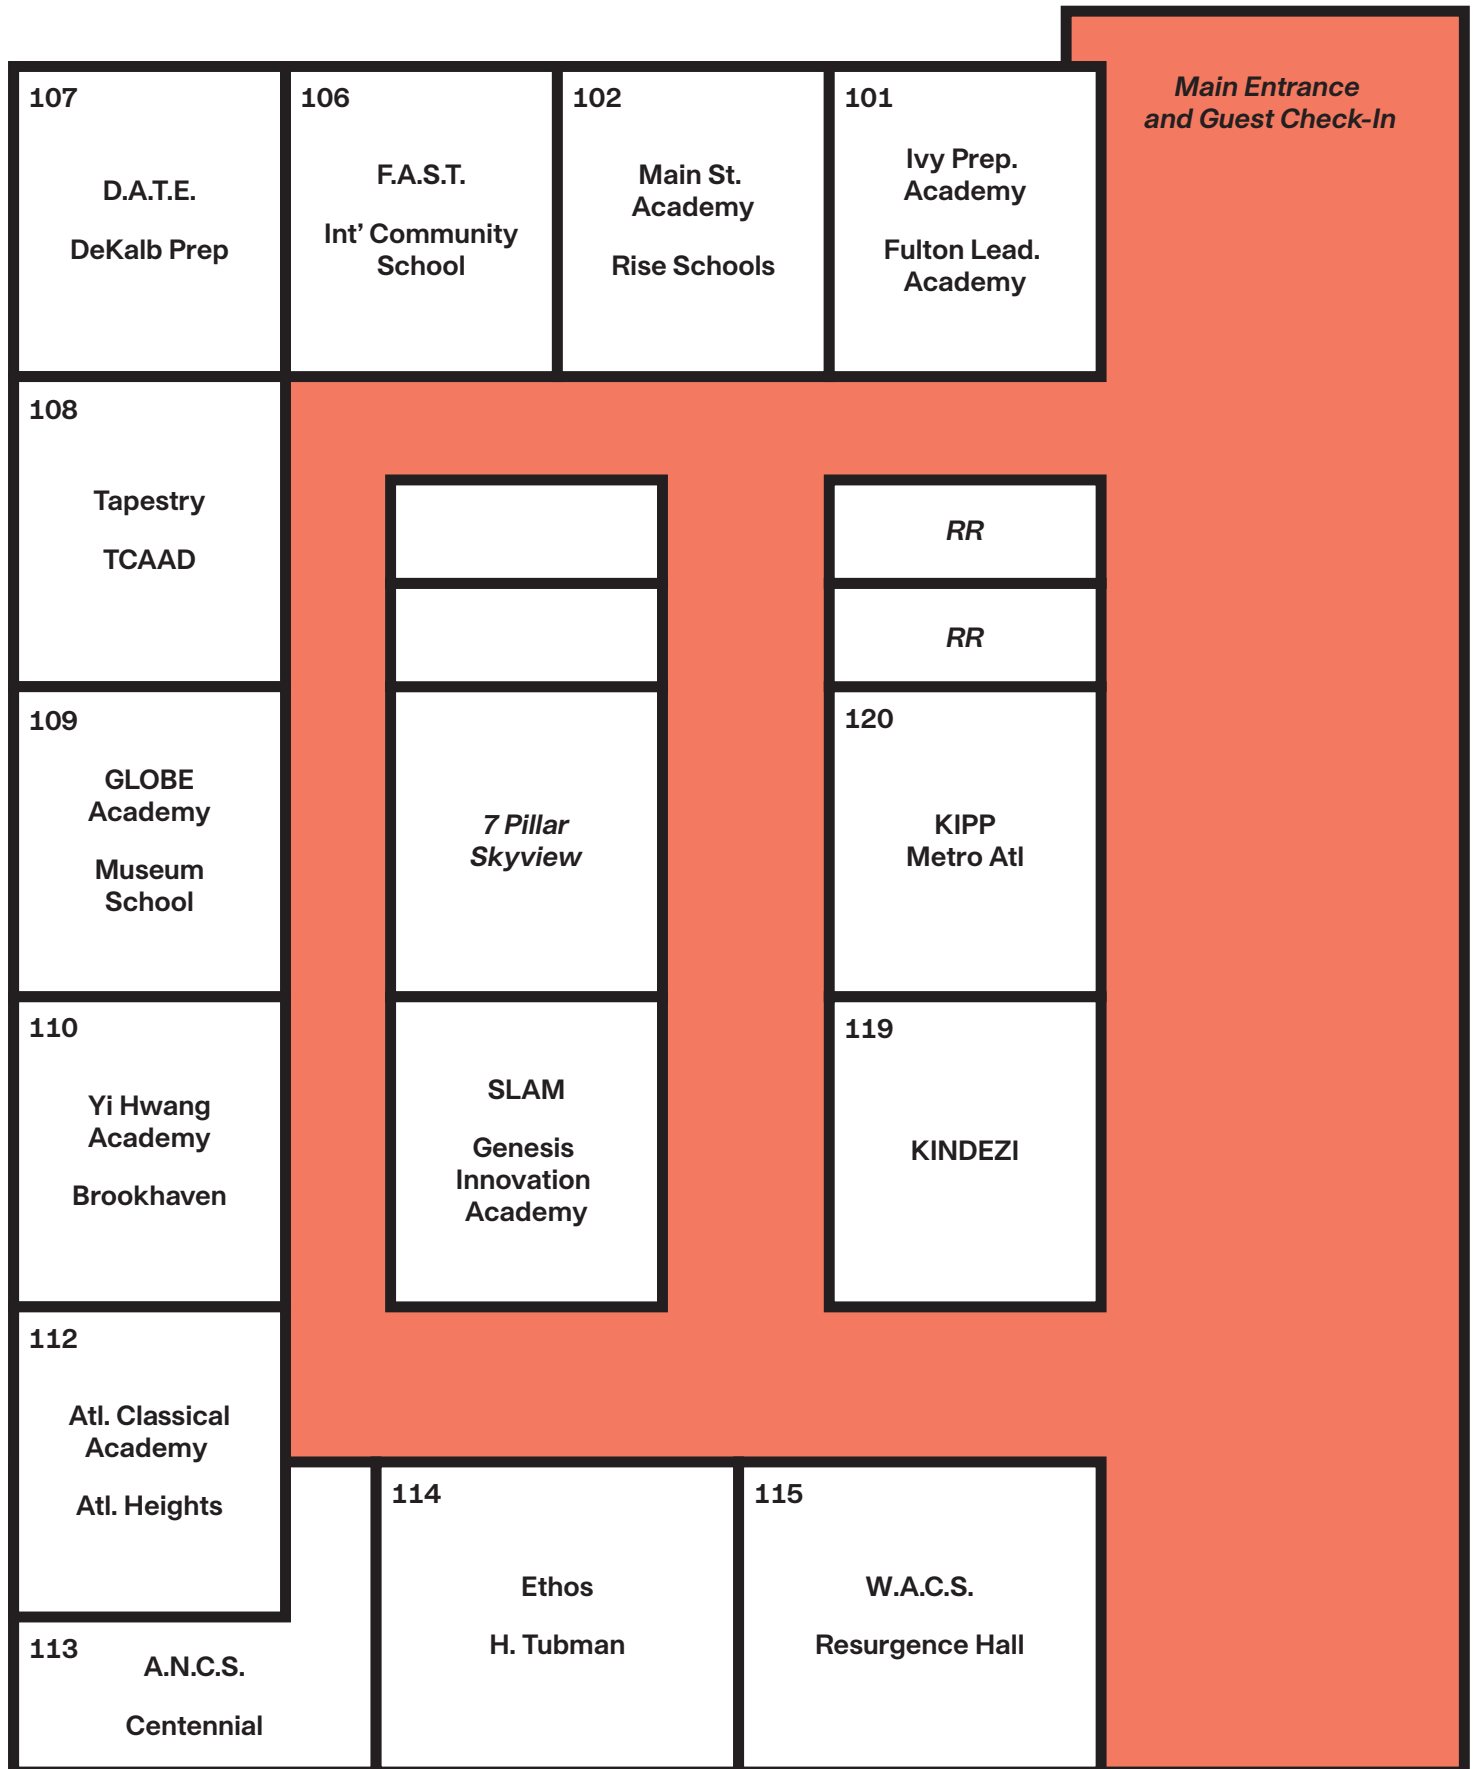 Main Entrance
and Guest Check-In
107
D.A.T.E.
DeKalb Prep
106
F.A.S.T.
Int’ Community
School
102
Main St.
Academy
Rise Schools
101
Ivy Prep.
Academy
Fulton Lead.
Academy
108
Tapestry
TCAAD
RR
RR
109
GLOBE
Academy
Museum
School
7 Pillar
Skyview
120
KIPP
Metro Atl
110
Yi Hwang
Academy
Brookhaven
SLAM
Genesis
Innovation
Academy
119
KINDEZI
112
Atl. Classical
Academy
Atl. Heights
113
A.N.C.S.
Centennial
114
Ethos
H. Tubman
115
W.A.C.S.
Resurgence Hall